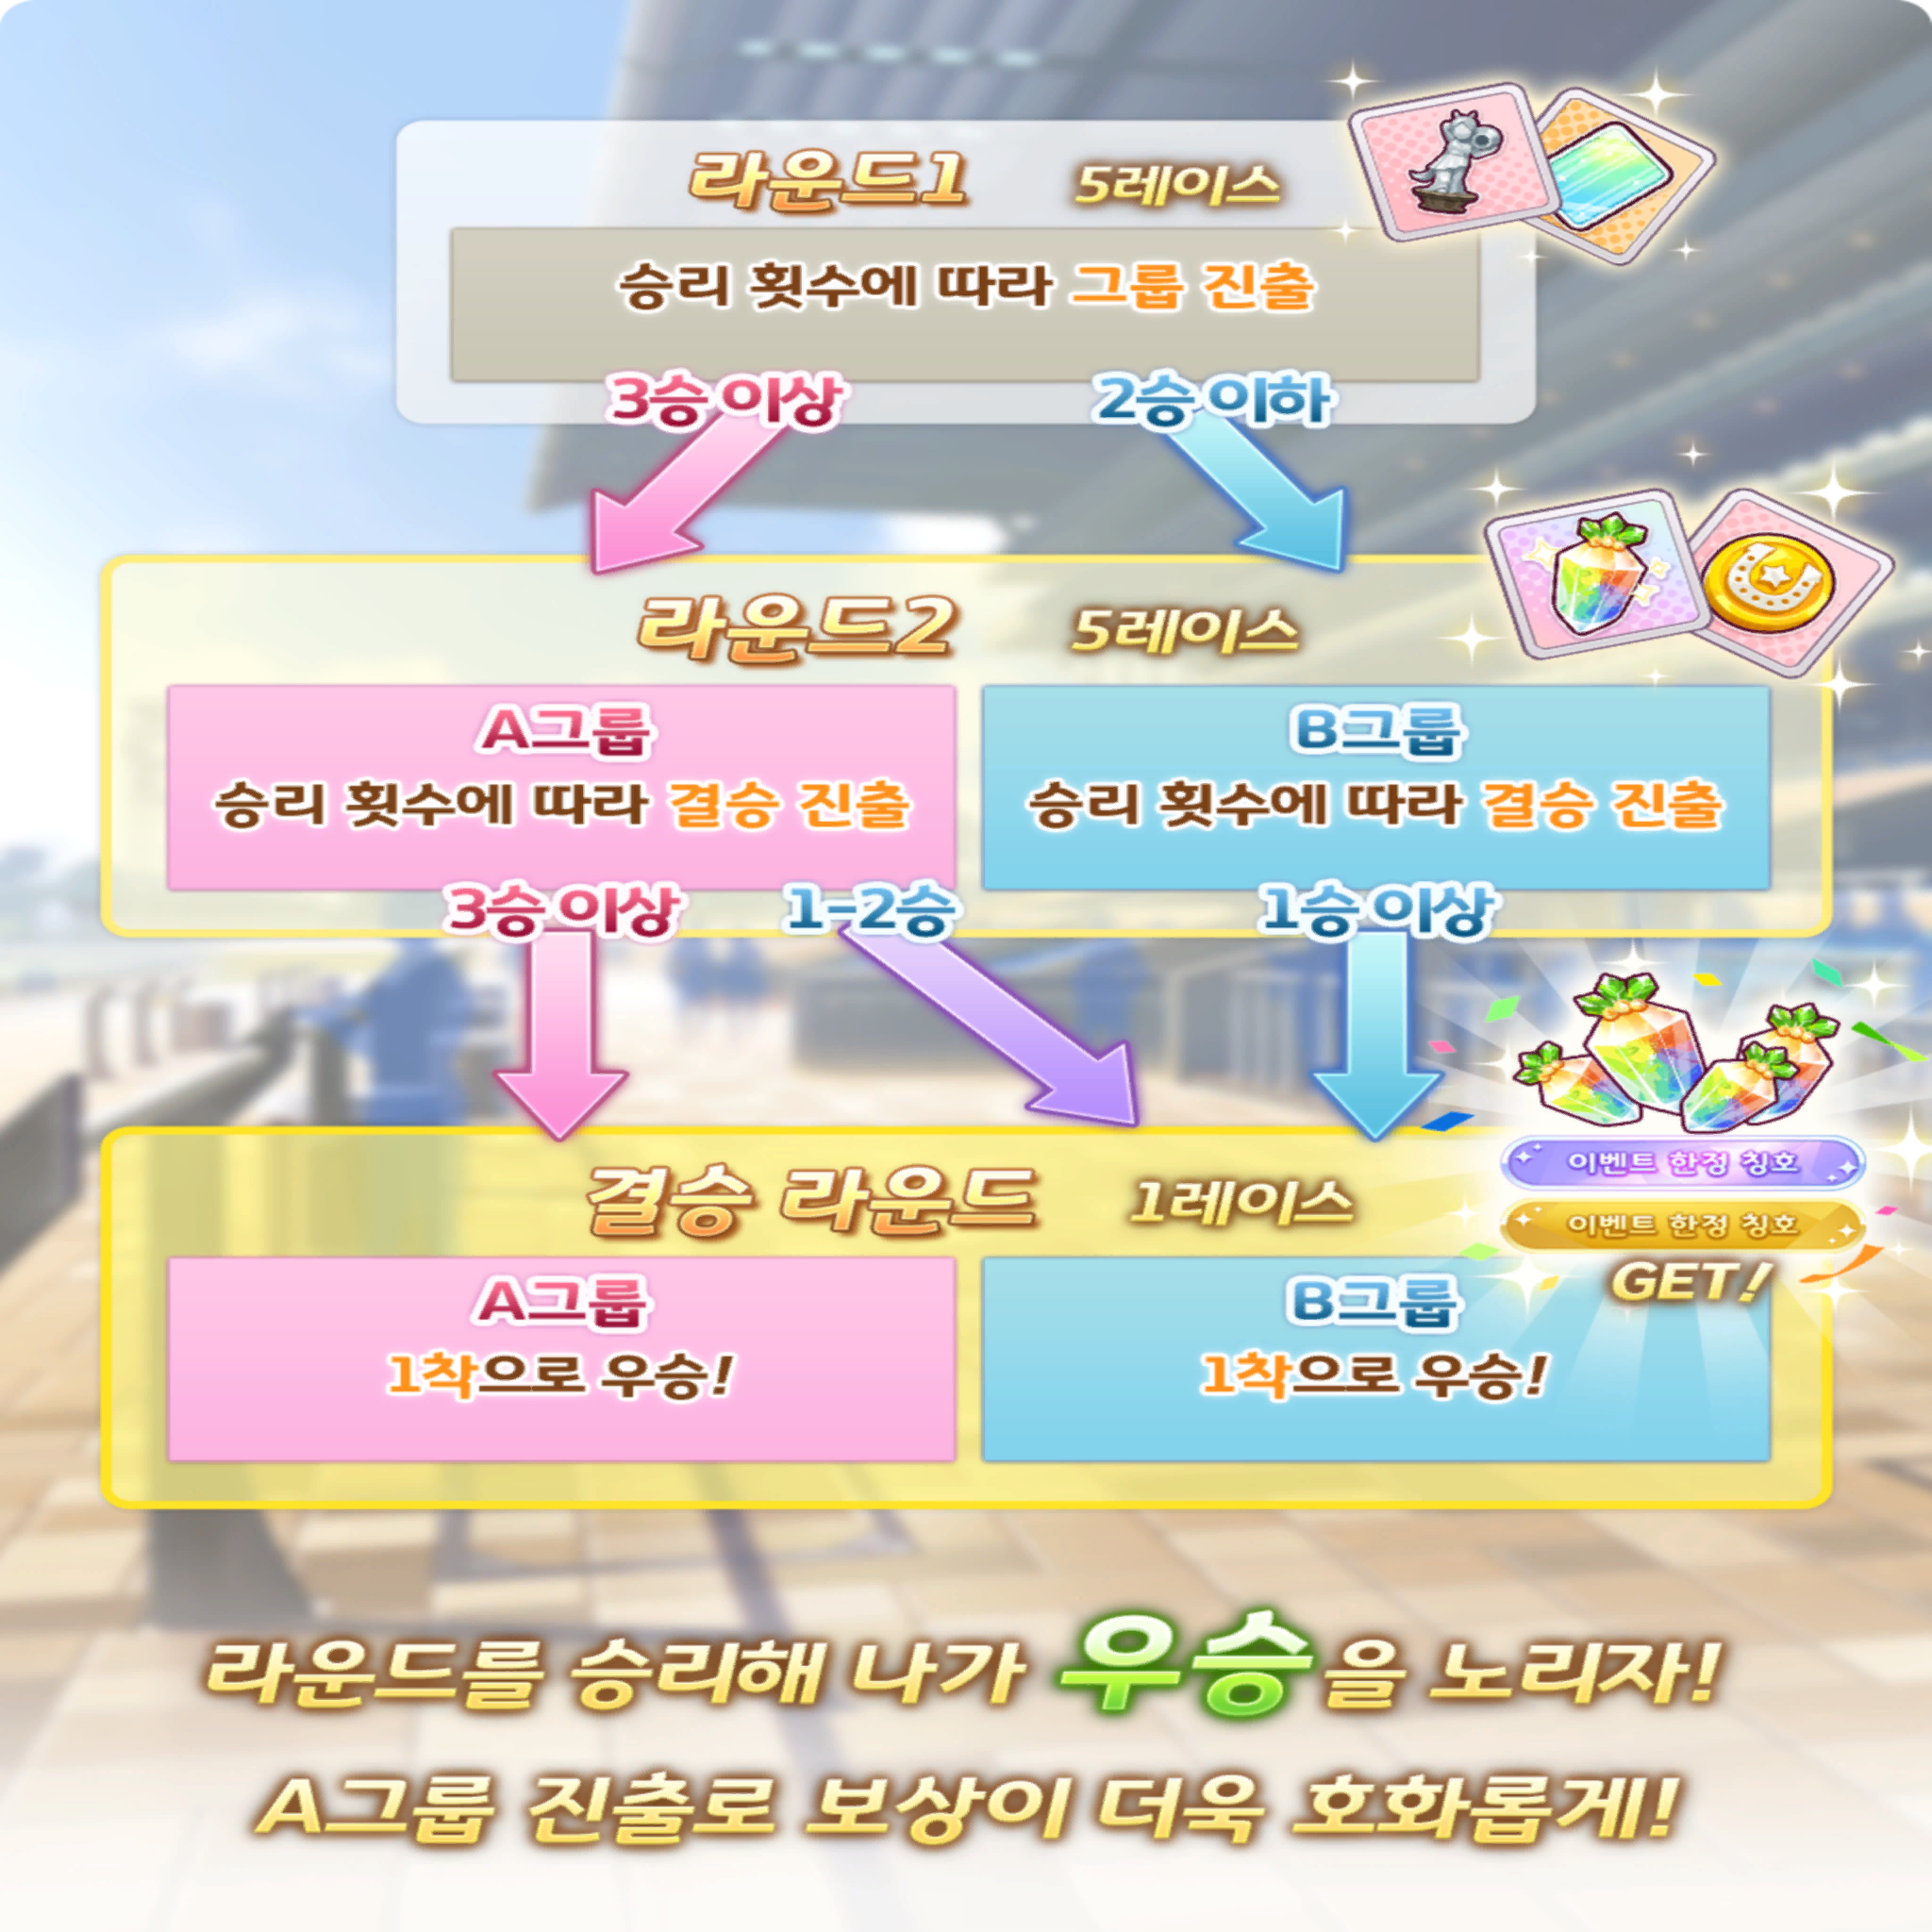 라운드1 5레이스
승리 횟수에 따라 그룹 진출
3승 이상 2승 이하
라운드2 5레이스
A그룹
승리 횟수에 따라 결승 진출
B그룹
승리 횟수에 따라 결승 진출
3승 이상 1-2승 1승 이상
결승 라운드 1레이스
이벤트 한정 칭호
이벤트 한정 칭호
GET!
A그룹
1착으로 우승!
B그룹
1착으로 우승!
라운드를 승리해 나가 우승을 노리자!
A그룹 진출로 보상이 더욱 호화롭게!